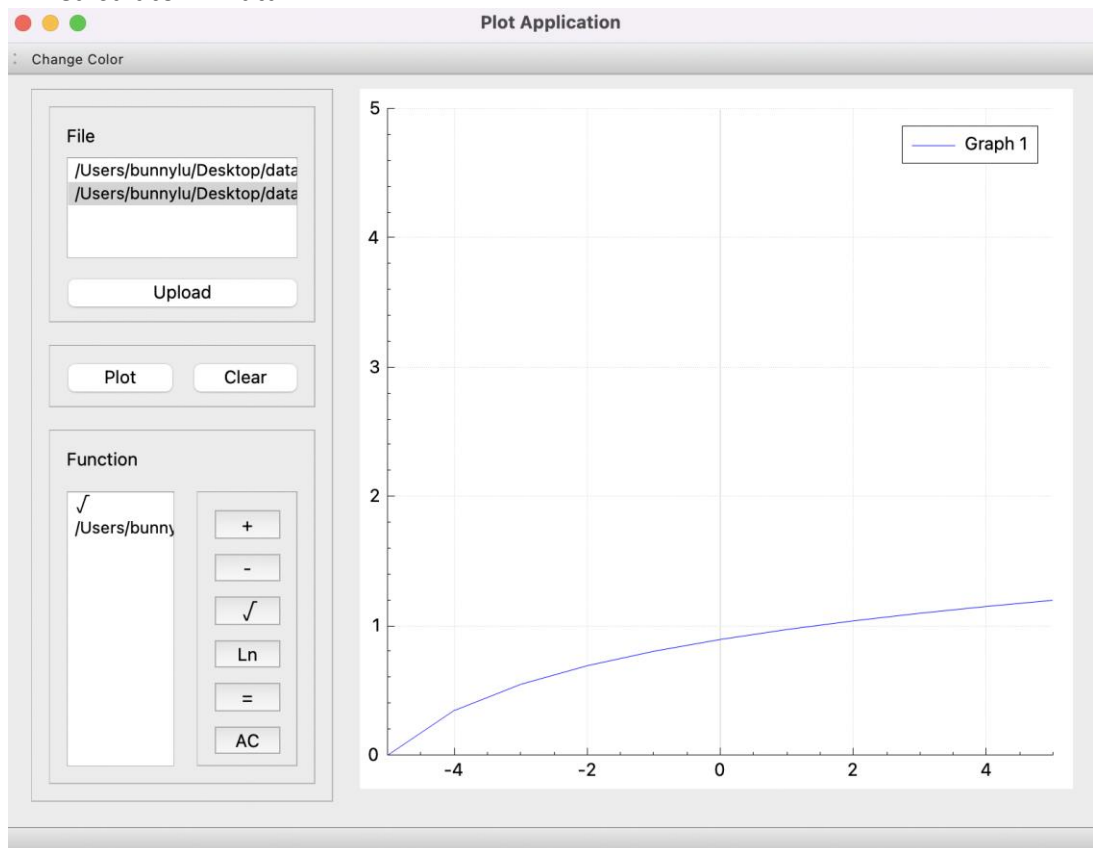 Plot Application
Change Color
File
/Users/bunnylu/Desktop/data
/Users/bunnylu/Desktop/data
Upload
Plot
Clear
Function
√
/Users/bunny
+
-
√
Ln
=
AC
5
4
3
2
1
0
-4
-2
0
2
4
Graph 1